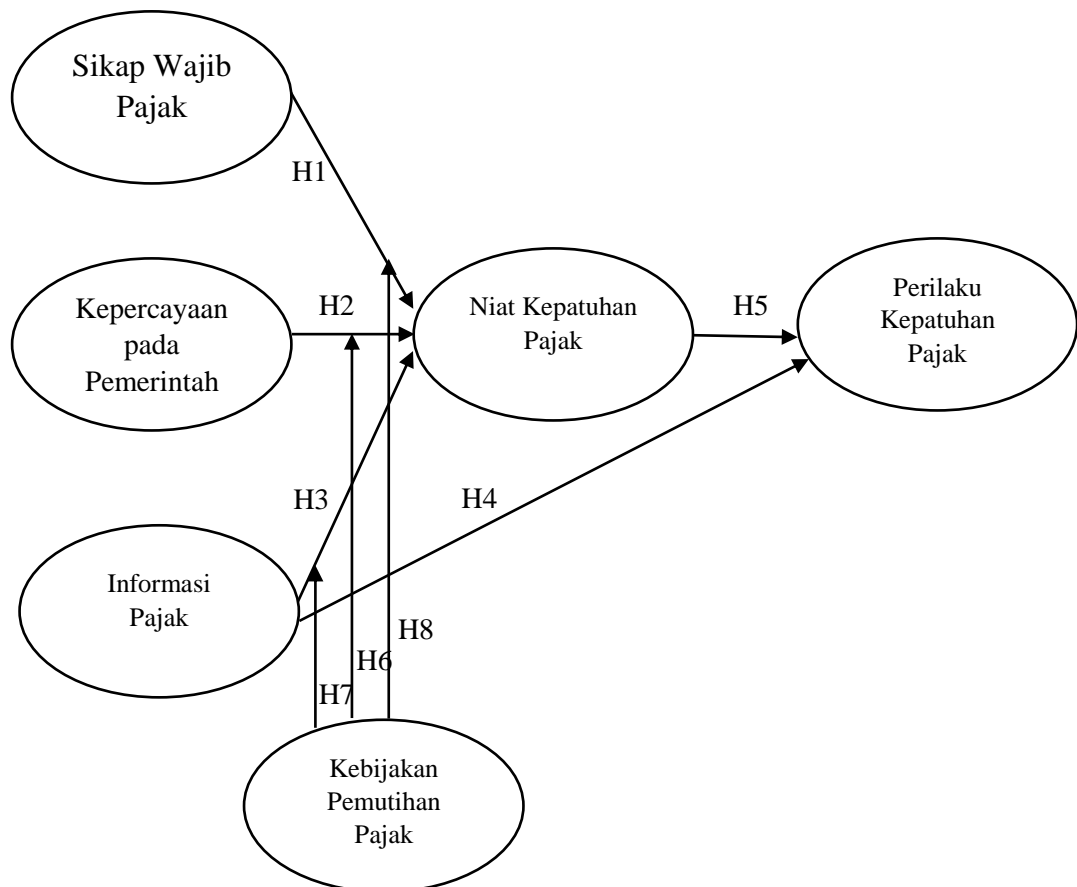 Sikap Wajib
Pajak
H1
Kepercayaan
pada
Pemerintah
H2
Niat Kepatuhan
Pajak
H5
Perilaku
Kepatuhan
Pajak
H3
H4
Informasi
Pajak
H8
H6
H7
Kebijakan
Pemutihan
Pajak